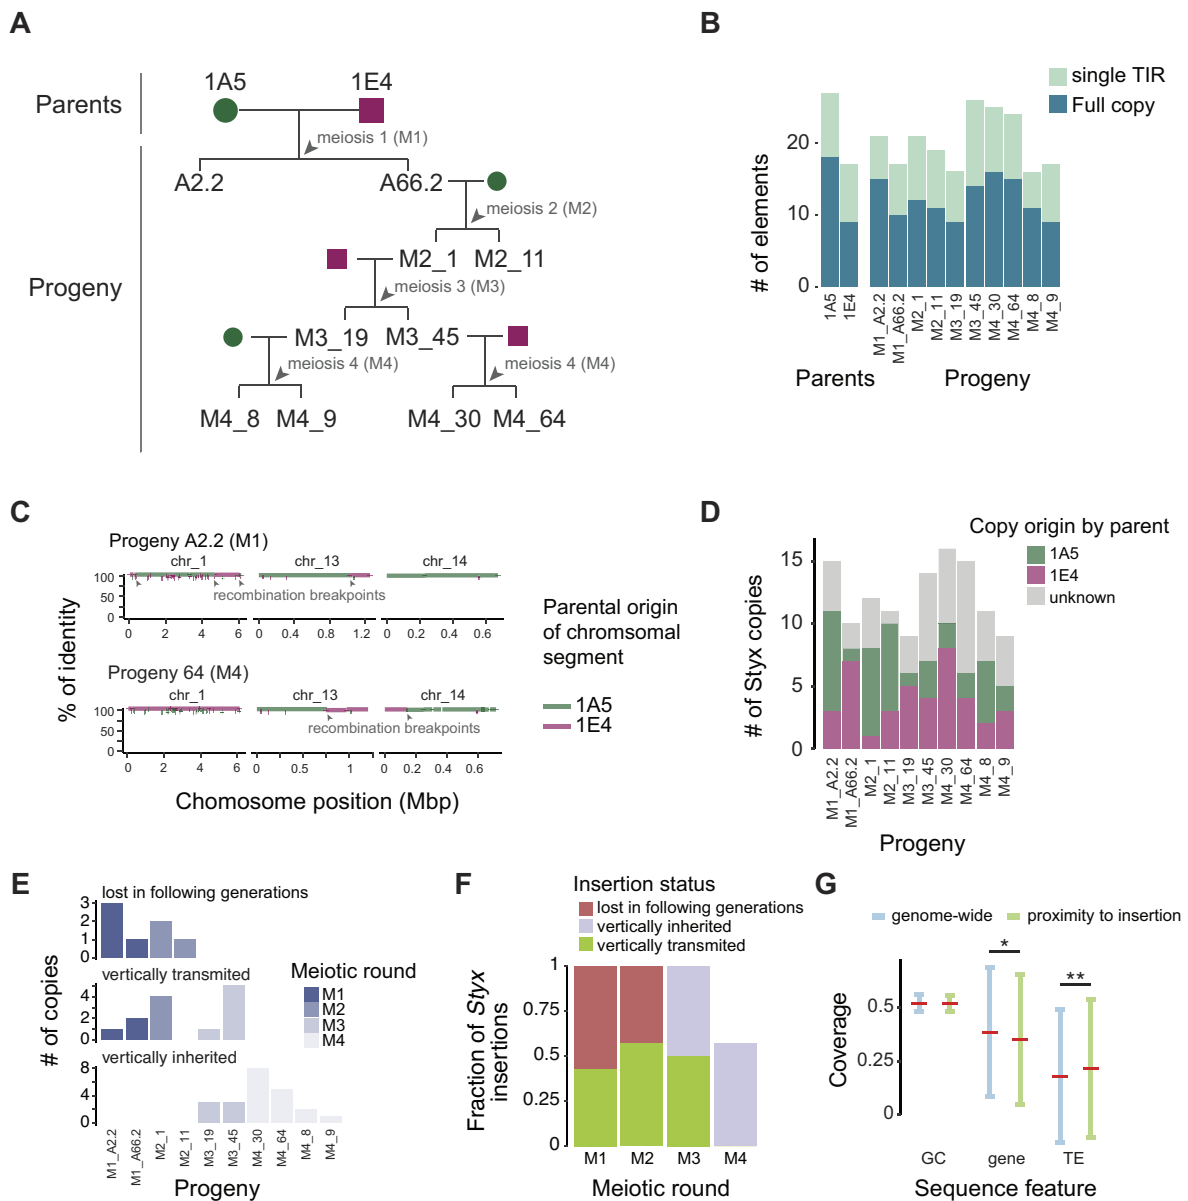 A
Parents
1A5
1E4
meiosis 1 (M1)
Progeny
A2.2
A66.2
meiosis 2 (M2)
M2_1 M2_11
meiosis 3 (M3)
M3_19 M3_45
meiosis 4 (M4)
meiosis 4 (M4)
M4_8 M4_9
M4_30 M4_64
B
single TIR
Full copy
# of elements
20
10
0
1A5
1E4
M1_A2.2
M1_A66.2
M2_1
M2_11
M3_19
M3_45
M4_30
M4_64
M4_8
M4_9
Parents
Progeny
C
Progeny A2.2 (M1)
chr_1
chr_13
chr_14
100
50
0
recombination breakpoints
0 2 4 6
0 0.4 0.8 1.2
0 0.2 0.4 0.6
% of identity
Progeny 64 (M4)
chr_1
chr_13
chr_14
100
50
0
recombination breakpoints
0 2 4 6
0 0.5 1
0 0.2 0.4 0.6
Chomosome position (Mbp)
Parental origin
of chromsomal
segment
1A5
1E4
D
Copy origin by parent
1A5
1E4
unknown
# of Styx copies
15
10
5
0
M1_A2.2
M1_A66.2
M2_1
M2_11
M3_19
M3_45
M4_30
M4_64
M4_8
M4_9
Progeny
E
lost in following generations
3
2
1
0
vertically transmited
4
2
0
vertically inherited
8
4
0
# of copies
Meiotic round
M1
M2
M3
M4
M1_A2.2
M1_A66.2
M2_1
M2_11
M3_19
M3_45
M4_30
M4_64
M4_8
M4_9
Progeny
F
Insertion status
lost in following generations
vertically inherited
vertically transmited
Fraction of Styx
insertions
1
0.75
0.5
0.25
0
M1 M2 M3 M4
Meiotic round
G
genome-wide
proximity to insertion
*
**
Coverage
0.5
0.25
0
GC gene TE
Sequence feature